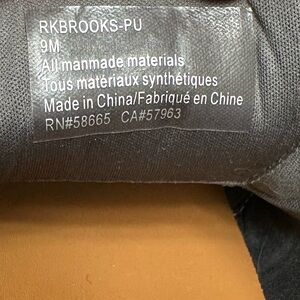 RKBROOKS-PU
9M
All manmade materials
Tous matériaux synthétiques
Made in China/Fabriqué en Chine
RN#58665 CA#57963